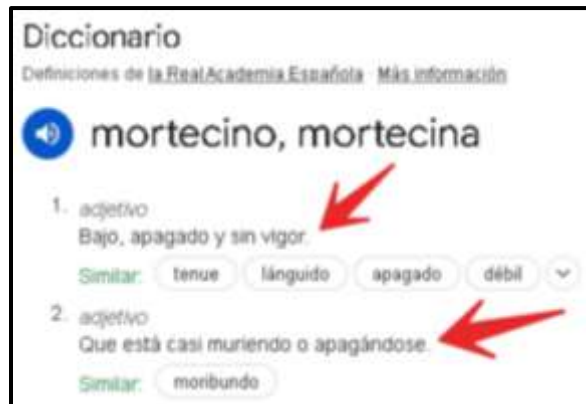 Diccionario
Definiciones de la Real Academia Española · Más información
mortecino, mortecina
1. adjetivo
Bajo, apagado y sin vigor.
Similar: tenue lánguido apagado débil
2. adjetivo
Que está casi muriendo o apagándose.
Similar: moribundo